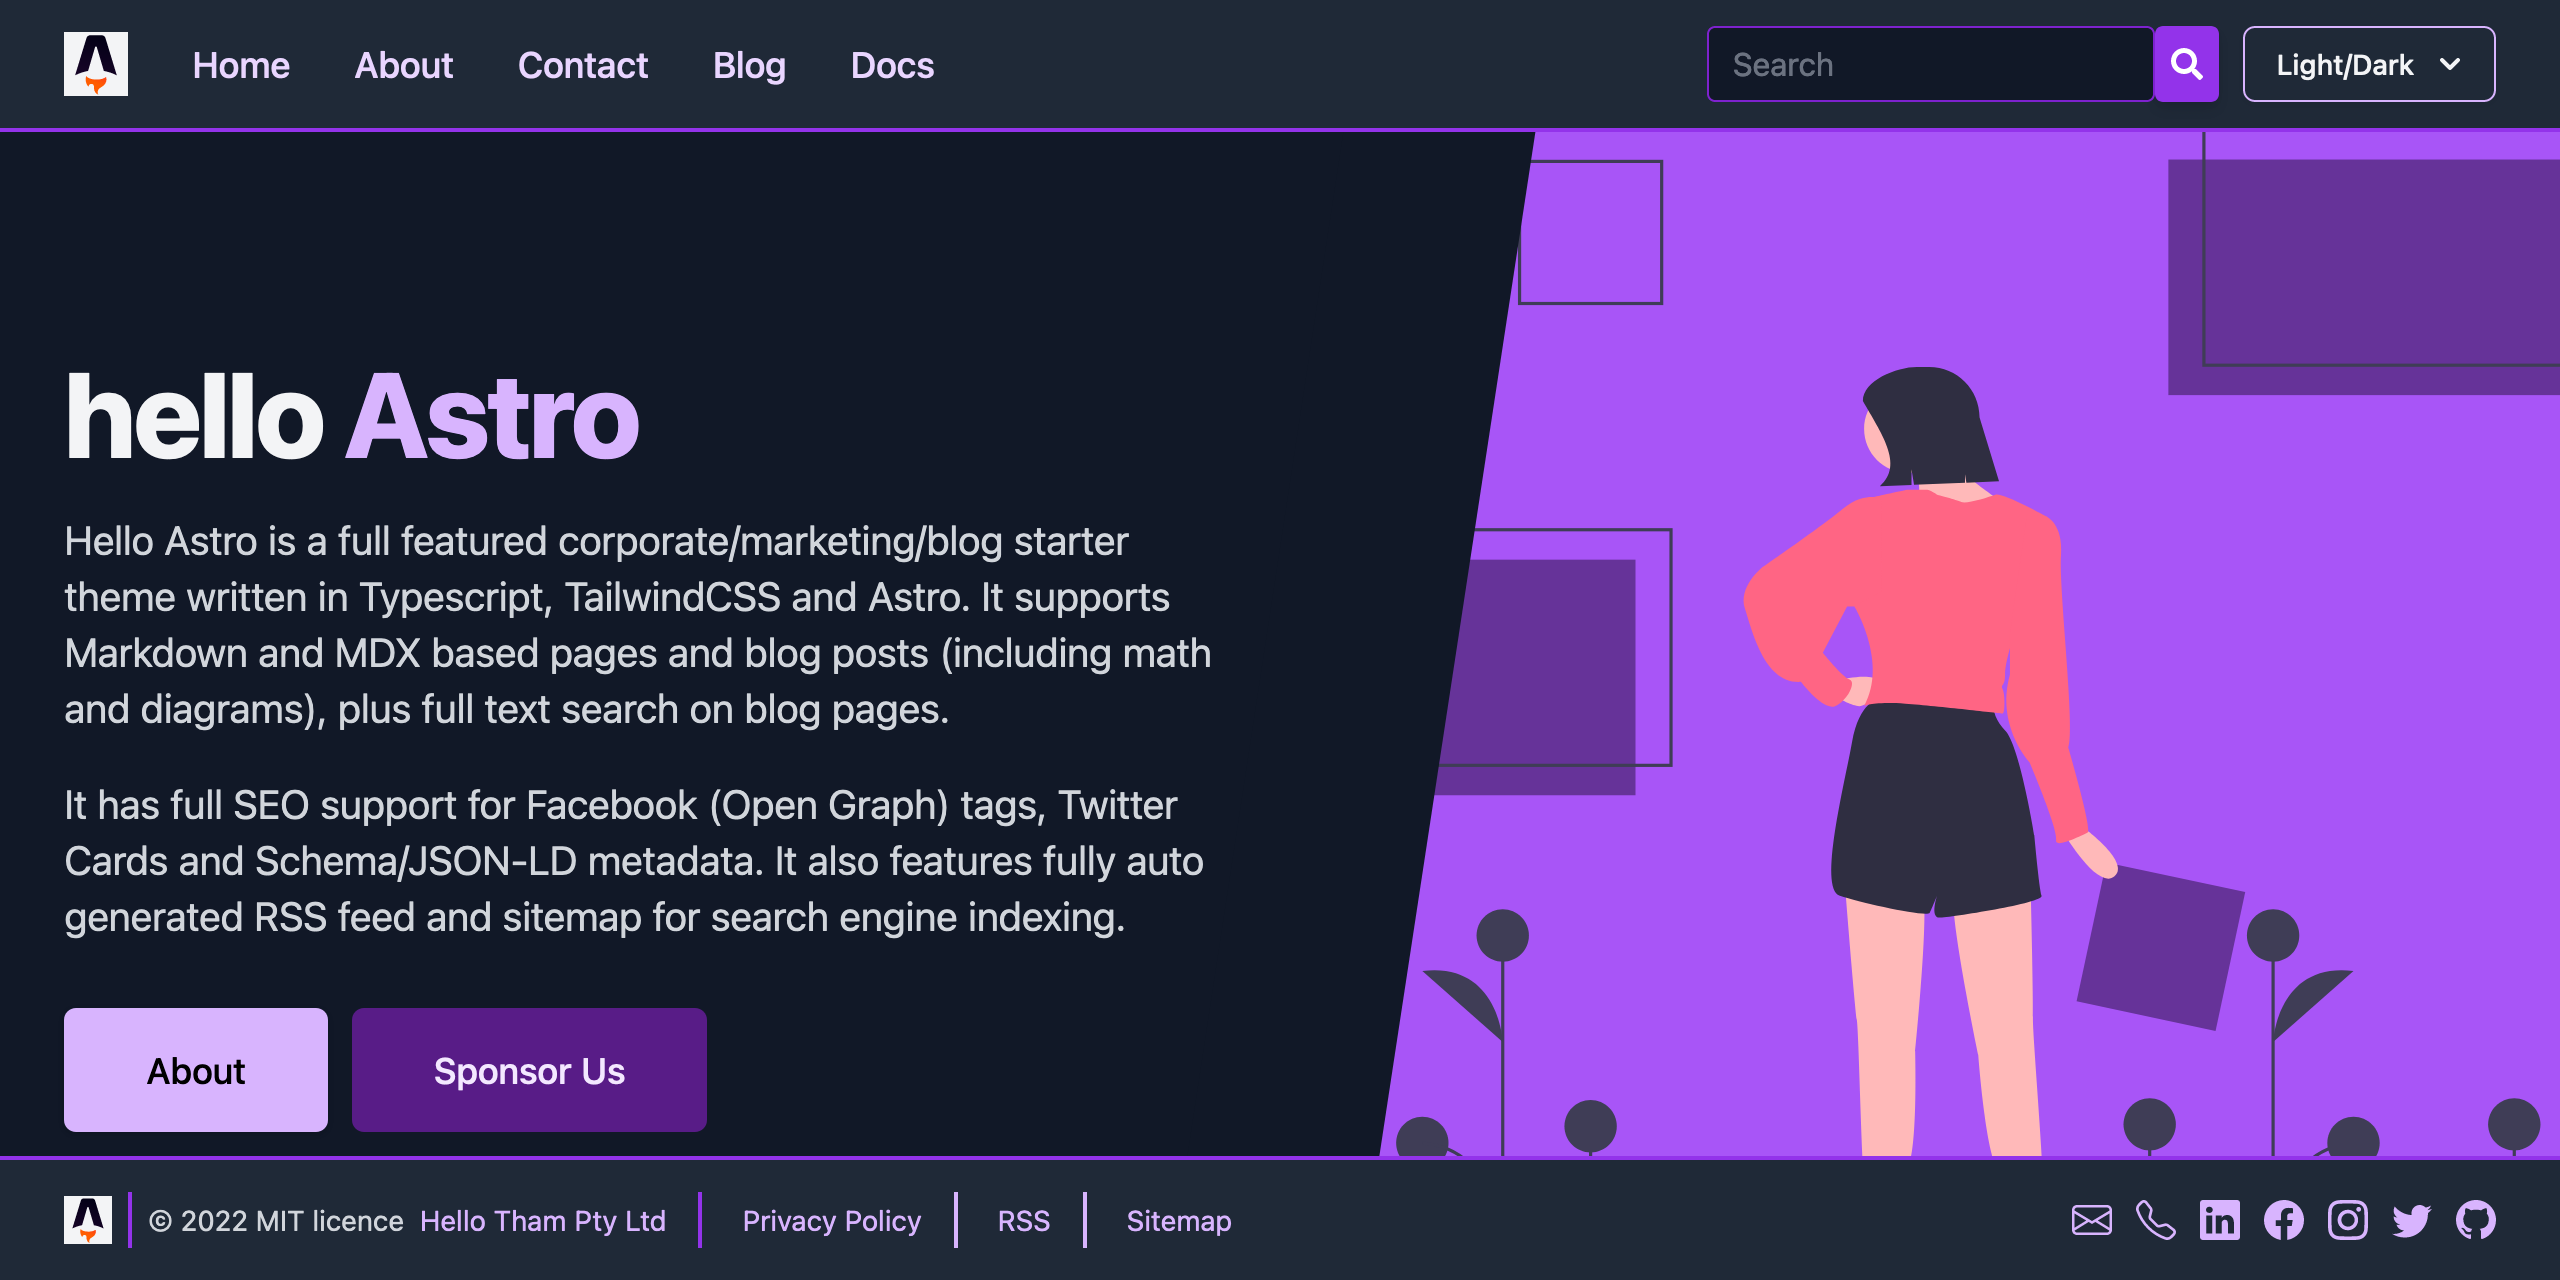 Home About Contact Blog Docs Search Light/Dark
hello Astro
Hello Astro is a full featured corporate/marketing/blog starter
theme written in Typescript, TailwindCSS and Astro. It supports
Markdown and MDX based pages and blog posts (including math
and diagrams), plus full text search on blog pages.
It has full SEO support for Facebook (Open Graph) tags, Twitter
Cards and Schema/JSON-LD metadata. It also features fully auto
generated RSS feed and sitemap for search engine indexing.
About Sponsor Us
© 2022 MIT licence Hello Tham Pty Ltd Privacy Policy RSS Sitemap